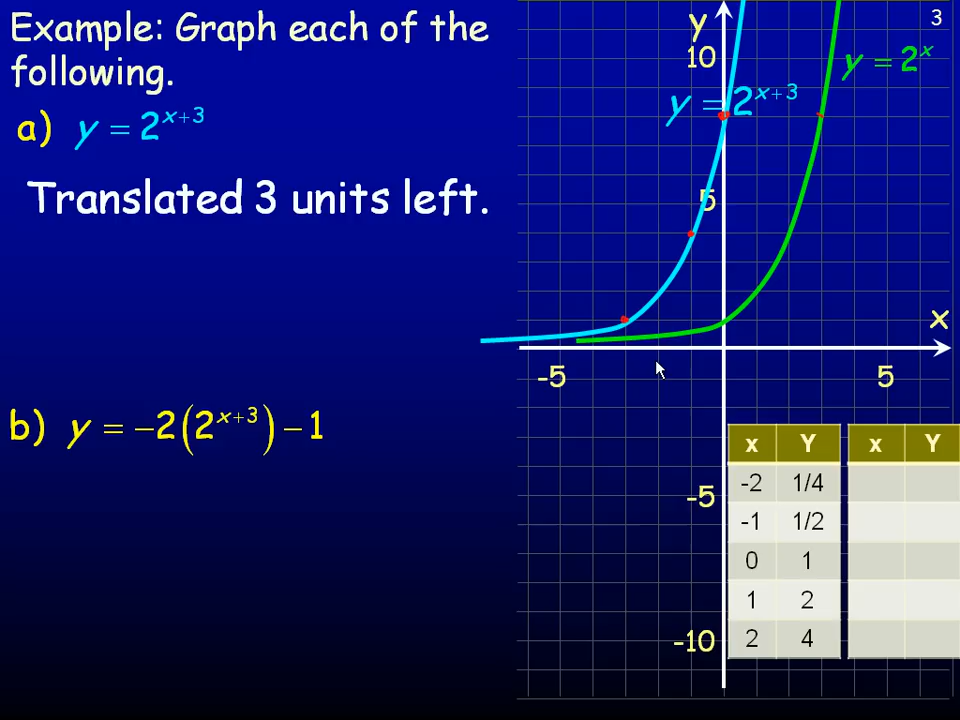 3
Example: Graph each of the
following.
a) y = 2^{x+3}
Translated 3 units left.
b) y = −2(2^{x+3}) − 1
y
10
y = 2^{x+3}
y = 2^x
5
x
-5
5
-5
-10
x Y x Y
-2 1/4
-1 1/2
0 1
1 2
2 4